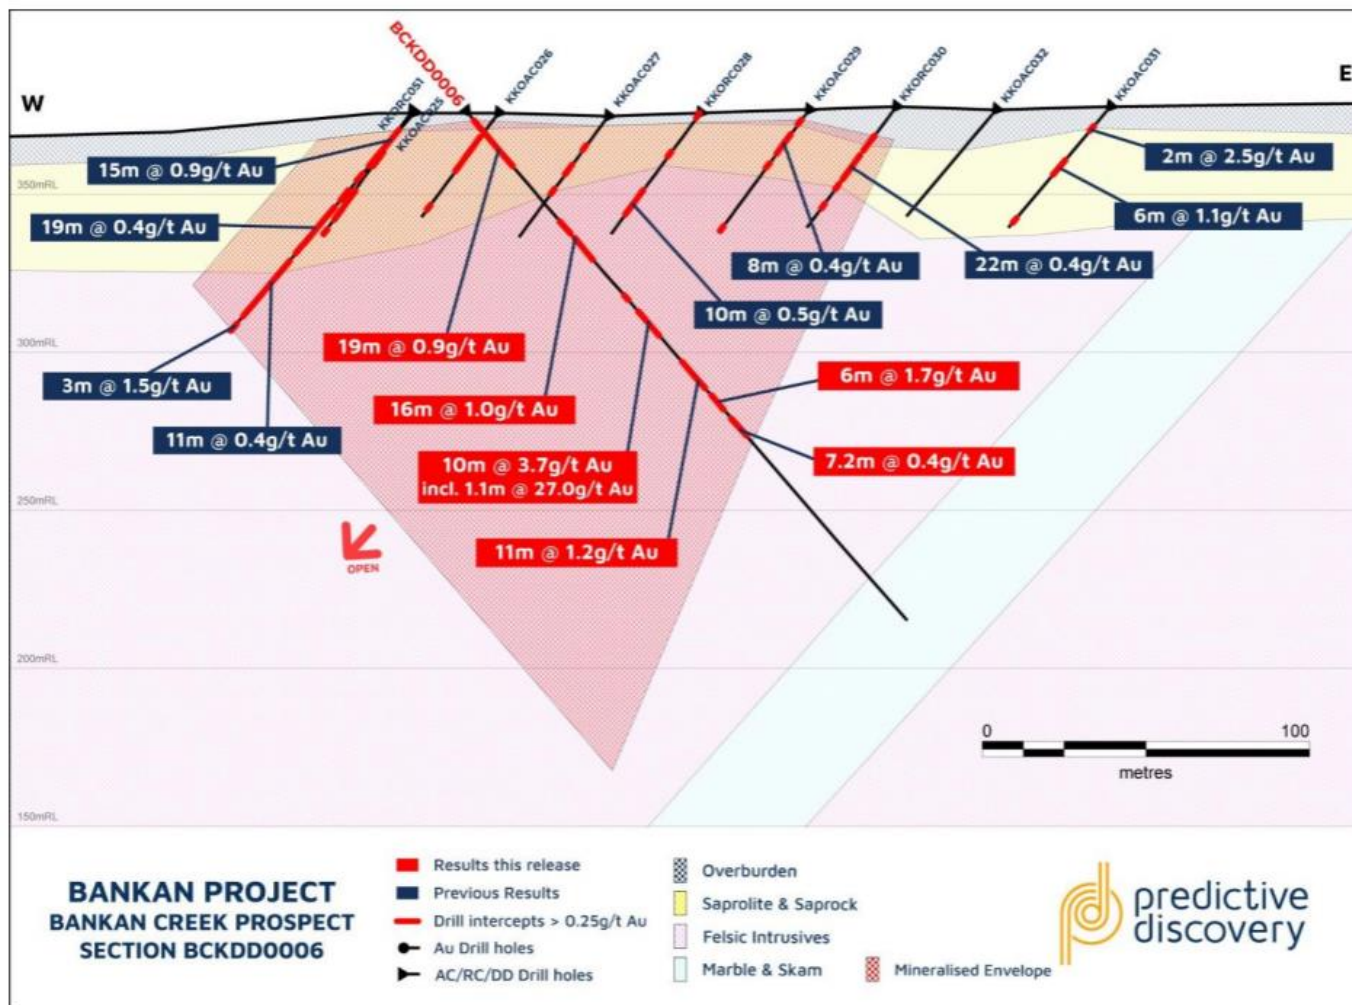 W
E
KKORC051
KKOAC025
BCKDD0006
KKOAC026
KKOAC027
KKORC028
KKOAC029
KKORC030
KKOAC032
KKOAC031
15m @ 0.9g/t Au
2m @ 2.5g/t Au
350mRL
19m @ 0.4g/t Au
6m @ 1.1g/t Au
8m @ 0.4g/t Au
22m @ 0.4g/t Au
10m @ 0.5g/t Au
19m @ 0.9g/t Au
300mRL
3m @ 1.5g/t Au
6m @ 1.7g/t Au
16m @ 1.0g/t Au
11m @ 0.4g/t Au
10m @ 3.7g/t Au
incl. 1.1m @ 27.0g/t Au
7.2m @ 0.4g/t Au
250mRL
11m @ 1.2g/t Au
OPEN
200mRL
0 100
metres
150mRL
BANKAN PROJECT
BANKAN CREEK PROSPECT
SECTION BCKDD0006
Results this release
Previous Results
Drill intercepts > 0.25g/t Au
Au Drill holes
AC/RC/DD Drill holes
Overburden
Saprolite & Saprock
Felsic Intrusives
Marble & Skarn
Mineralised Envelope
predictive
discovery